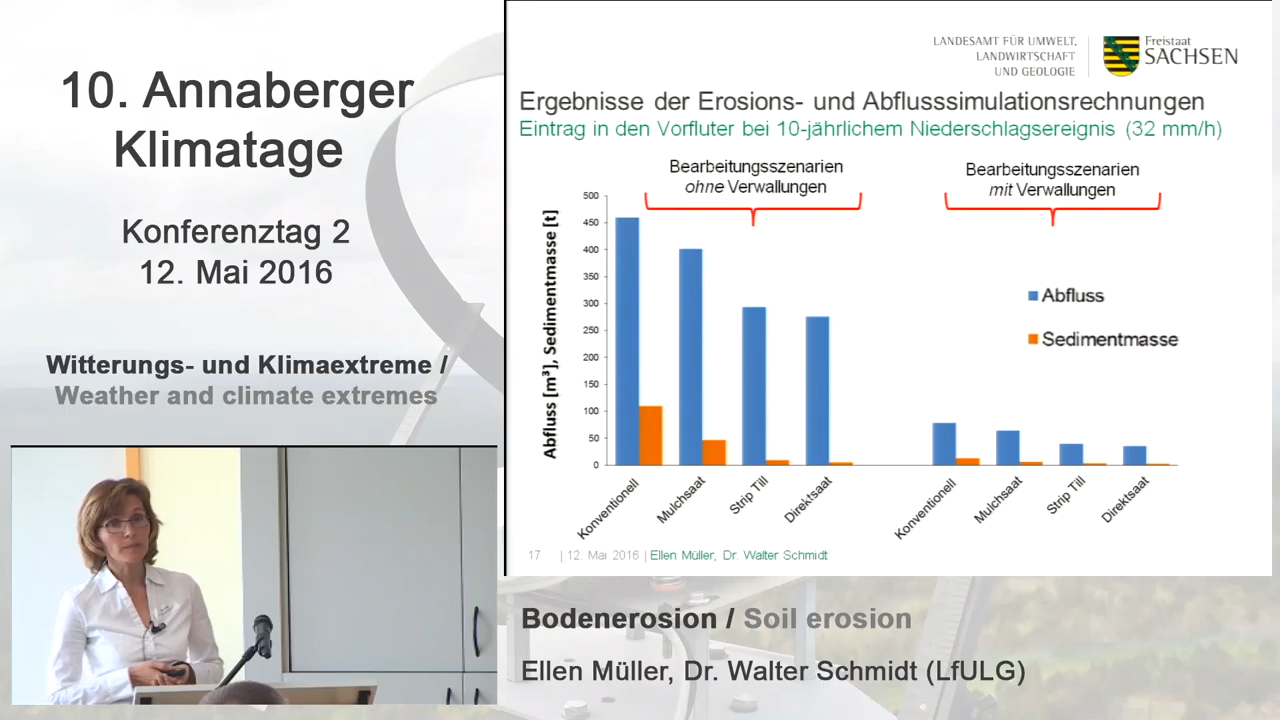 10. Annaberger
Klimatage
Konferenztag 2
12. Mai 2016
Witterungs- und Klimaextreme /
Weather and climate extremes
LANDESAMT FÜR UMWELT,
LANDWIRTSCHAFT
UND GEOLOGIE
Freistaat
SACHSEN
Ergebnisse der Erosions- und Abflusssimulationsrechnungen
Eintrag in den Vorfluter bei 10-jährlichem Niederschlagsereignis (32 mm/h)
Bearbeitungsszenarien
ohne Verwallungen
Bearbeitungsszenarien
mit Verwallungen
Abfluss [m³], Sedimentmasse [t]
500
450
400
350
300
250
200
150
100
50
0
Abfluss
Sedimentmasse
Konventionell
Mulchsaat
Strip Till
Direktsaat
Konventionell
Mulchsaat
Strip Till
Direktsaat
17 | 12. Mai 2016 | Ellen Müller, Dr. Walter Schmidt
Bodenerosion / Soil erosion
Ellen Müller, Dr. Walter Schmidt (LfULG)